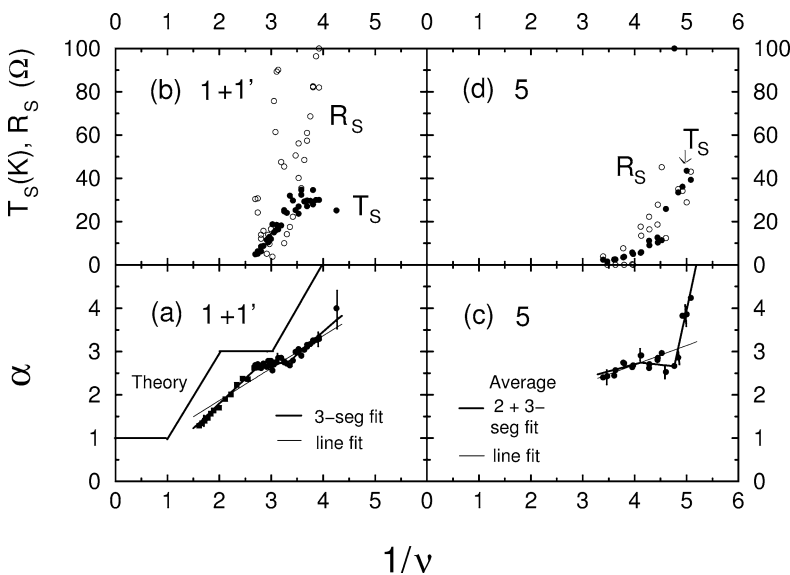 0 1 2 3 4 5 0 1 2 3 4 5 6
100 100
80 80
60 60
40 40
20 20
0 0
T_S(K), R_S (Ω)
(b) 1+1’
R_S
T_S
(d) 5
R_S
T_S
4 4
3 3
2 2
1 1
0 0
α
(a) 1+1’
Theory
3−seg fit
line fit
(c) 5
Average
2 + 3−
seg fit
line fit
0 1 2 3 4 5 0 1 2 3 4 5 6
1/ν